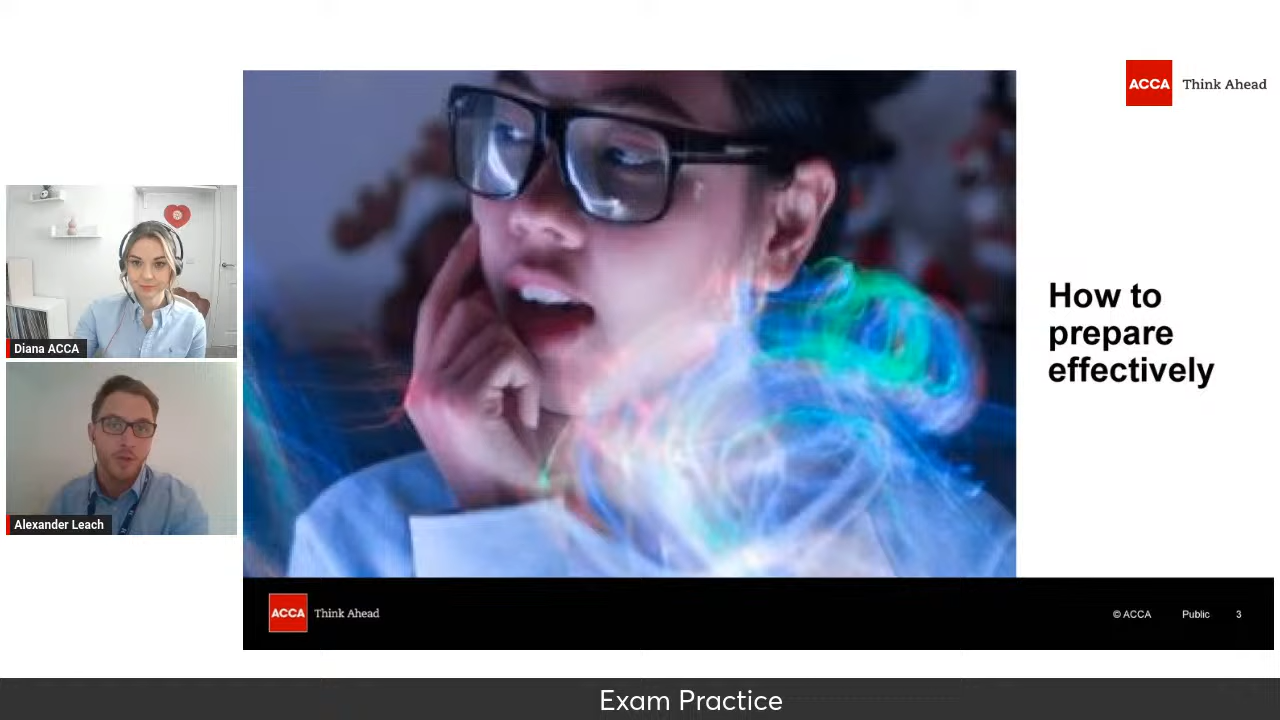 ACCA Think Ahead
How to
prepare
effectively
Diana ACCA
Alexander Leach
ACCA Think Ahead
© ACCA Public 3
Exam Practice